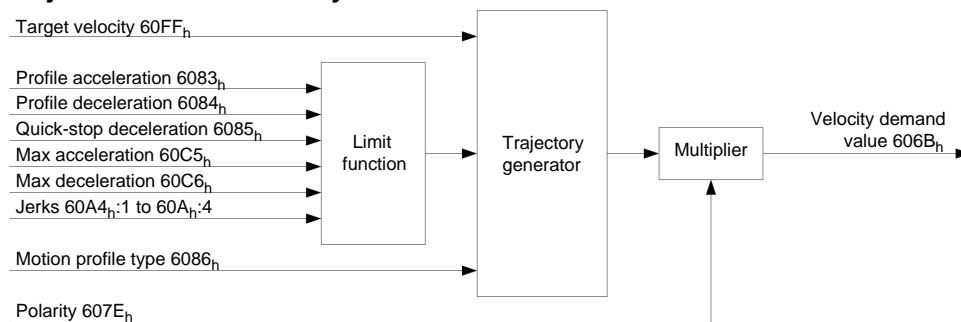 Target velocity 60FFh
Profile acceleration 6083h
Profile deceleration 6084h
Quick-stop deceleration 6085h
Max acceleration 60C5h
Max deceleration 60C6h
Jerks 60A4h:1 to 60Ah:4
Motion profile type 6086h
Polarity 607Eh
Limit
function
Trajectory
generator
Multiplier
Velocity demand
value 606Bh